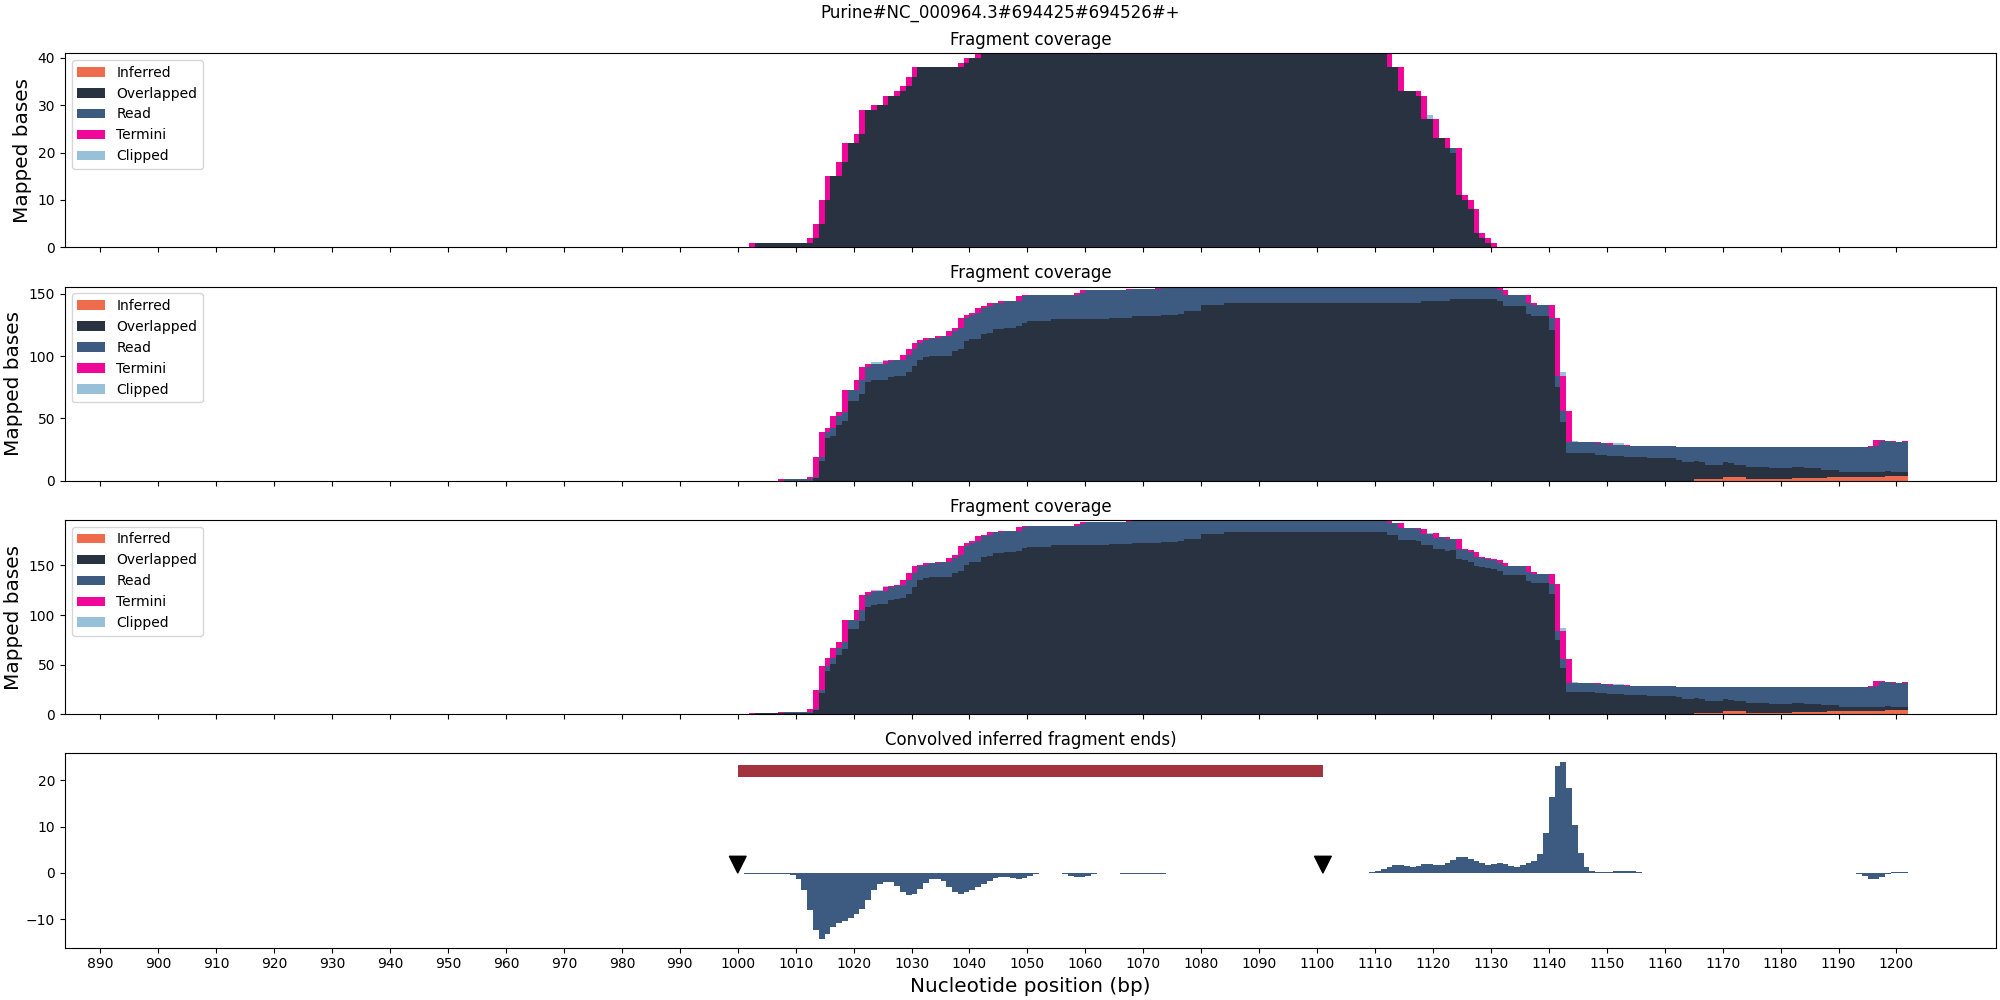 Purine#NC_000964.3#694425#694526#+
Fragment coverage
Mapped bases
40
30
20
10
0
Inferred
Overlapped
Read
Termini
Clipped
Fragment coverage
Mapped bases
150
100
50
0
Inferred
Overlapped
Read
Termini
Clipped
Fragment coverage
Mapped bases
150
100
50
0
Inferred
Overlapped
Read
Termini
Clipped
Convolved inferred fragment ends)
20
10
0
−10
890 900 910 920 930 940 950 960 970 980 990 1000 1010 1020 1030 1040 1050 1060 1070 1080 1090 1100 1110 1120 1130 1140 1150 1160 1170 1180 1190 1200
Nucleotide position (bp)